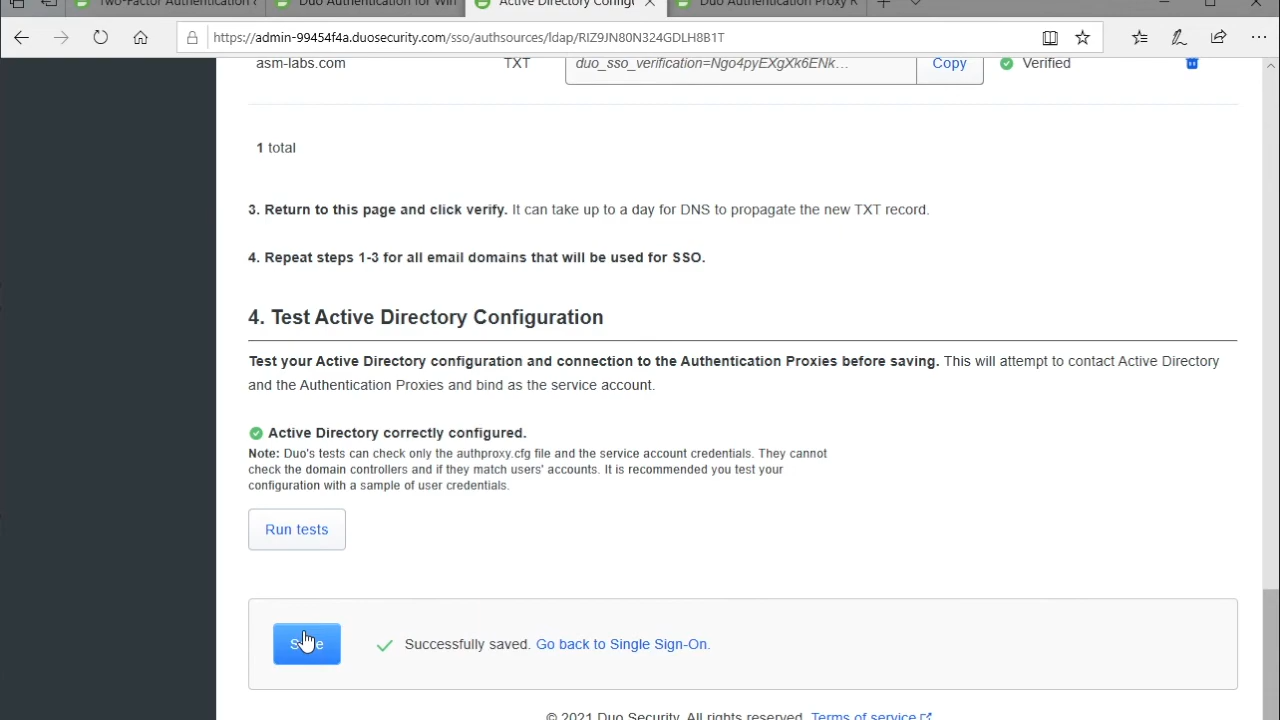 Two-Factor Authentication
Duo Authentication for Win
Active Directory Configu
Duo Authentication Proxy R
https://admin-99454f4a.duosecurity.com/sso/authsources/ldap/RIZ9JN80N324GDLH8B1T
asm-labs.com TXT duo_sso_verification=Ngo4pyEXgXk6ENk... Copy Verified
1 total
3. Return to this page and click verify. It can take up to a day for DNS to propagate the new TXT record.
4. Repeat steps 1-3 for all email domains that will be used for SSO.
4. Test Active Directory Configuration
Test your Active Directory configuration and connection to the Authentication Proxies before saving. This will attempt to contact Active Directory
and the Authentication Proxies and bind as the service account.
Active Directory correctly configured.
Note: Duo's tests can check only the authproxy.cfg file and the service account credentials. They cannot
check the domain controllers and if they match users' accounts. It is recommended you test your
configuration with a sample of user credentials.
Run tests
Save Successfully saved. Go back to Single Sign-On.
© 2021 Duo Security. All rights reserved. Terms of service